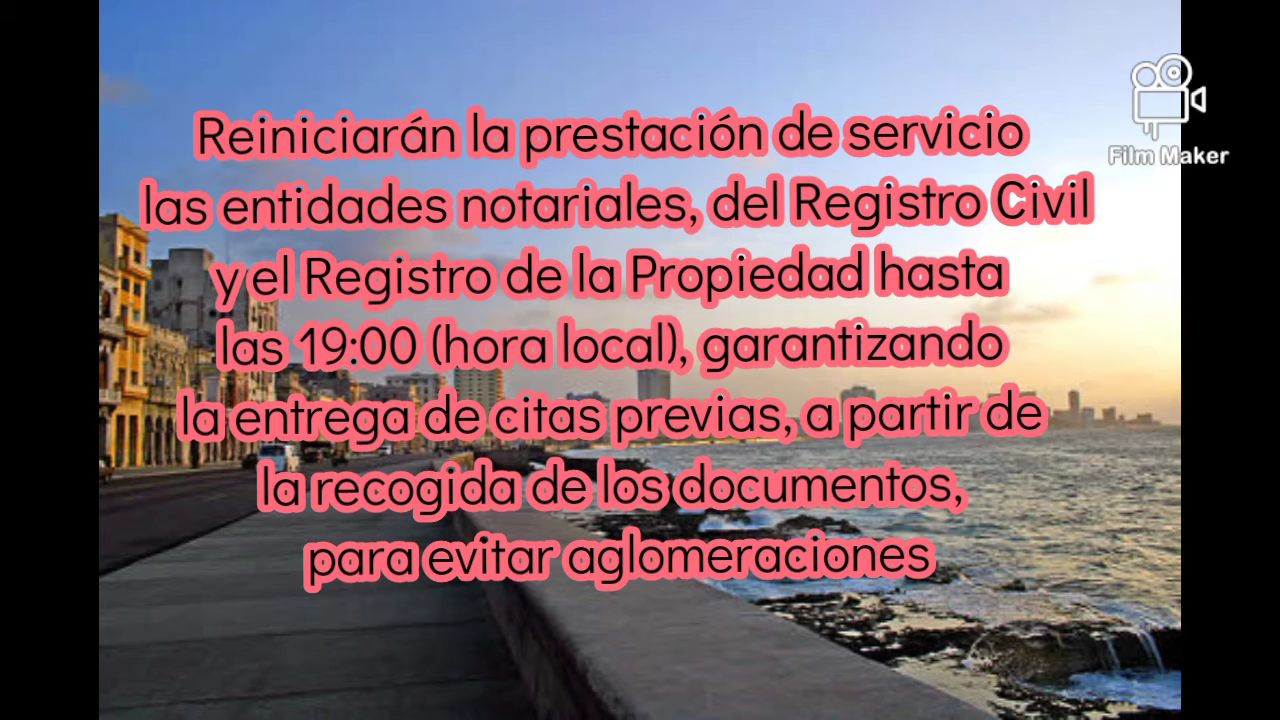 Reiniciarán la prestación de servicio
las entidades notariales, del Registro Civil
y el Registro de la Propiedad hasta
las 19:00 (hora local), garantizando
la entrega de citas previas, a partir de
la recogida de los documentos,
para evitar aglomeraciones
Film Maker